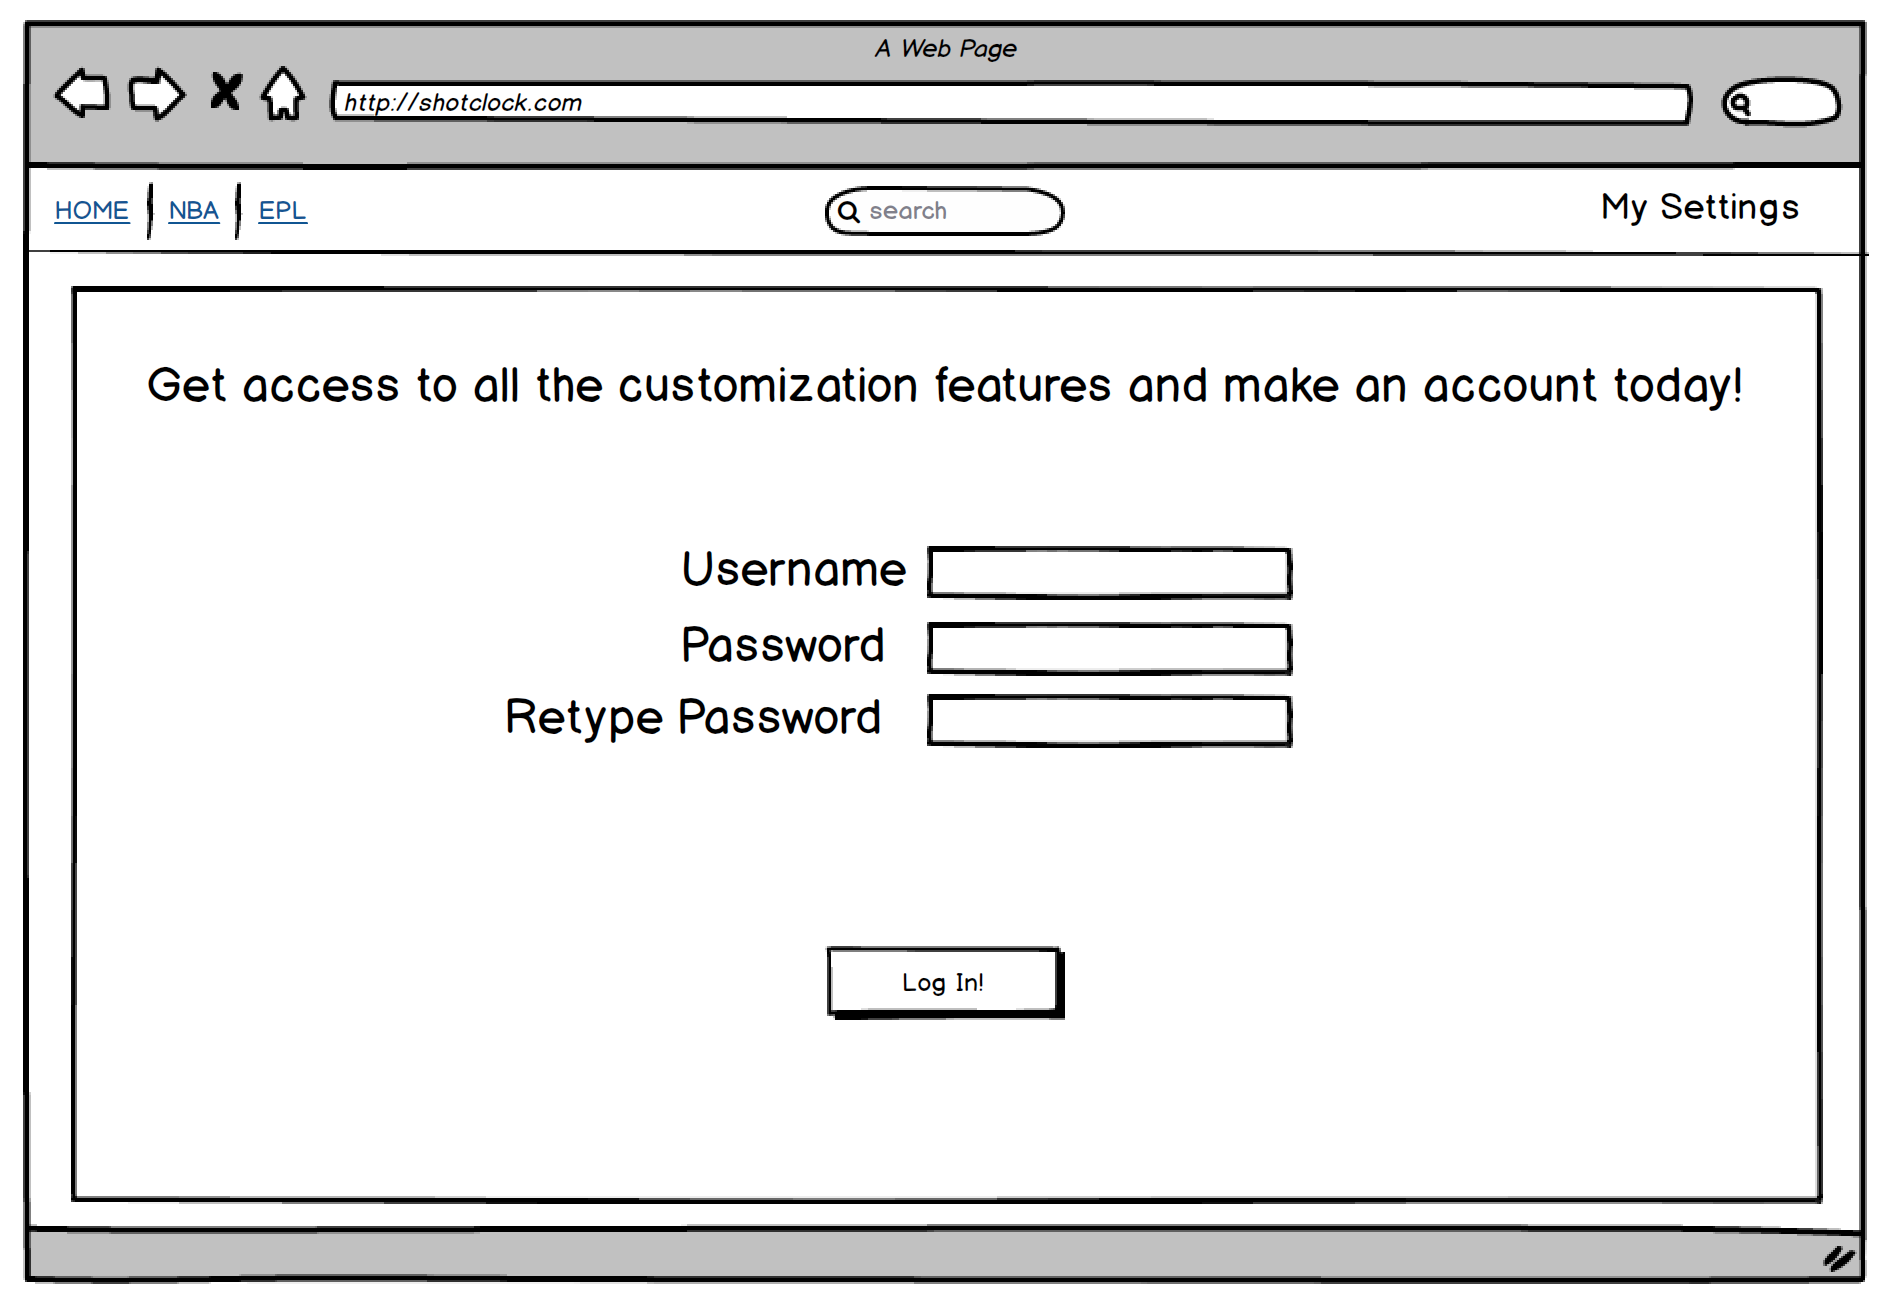 A Web Page
http://shotclock.com
HOME NBA EPL search My Settings
Get access to all the customization features and make an account today!
Username
Password
Retype Password
Log In!